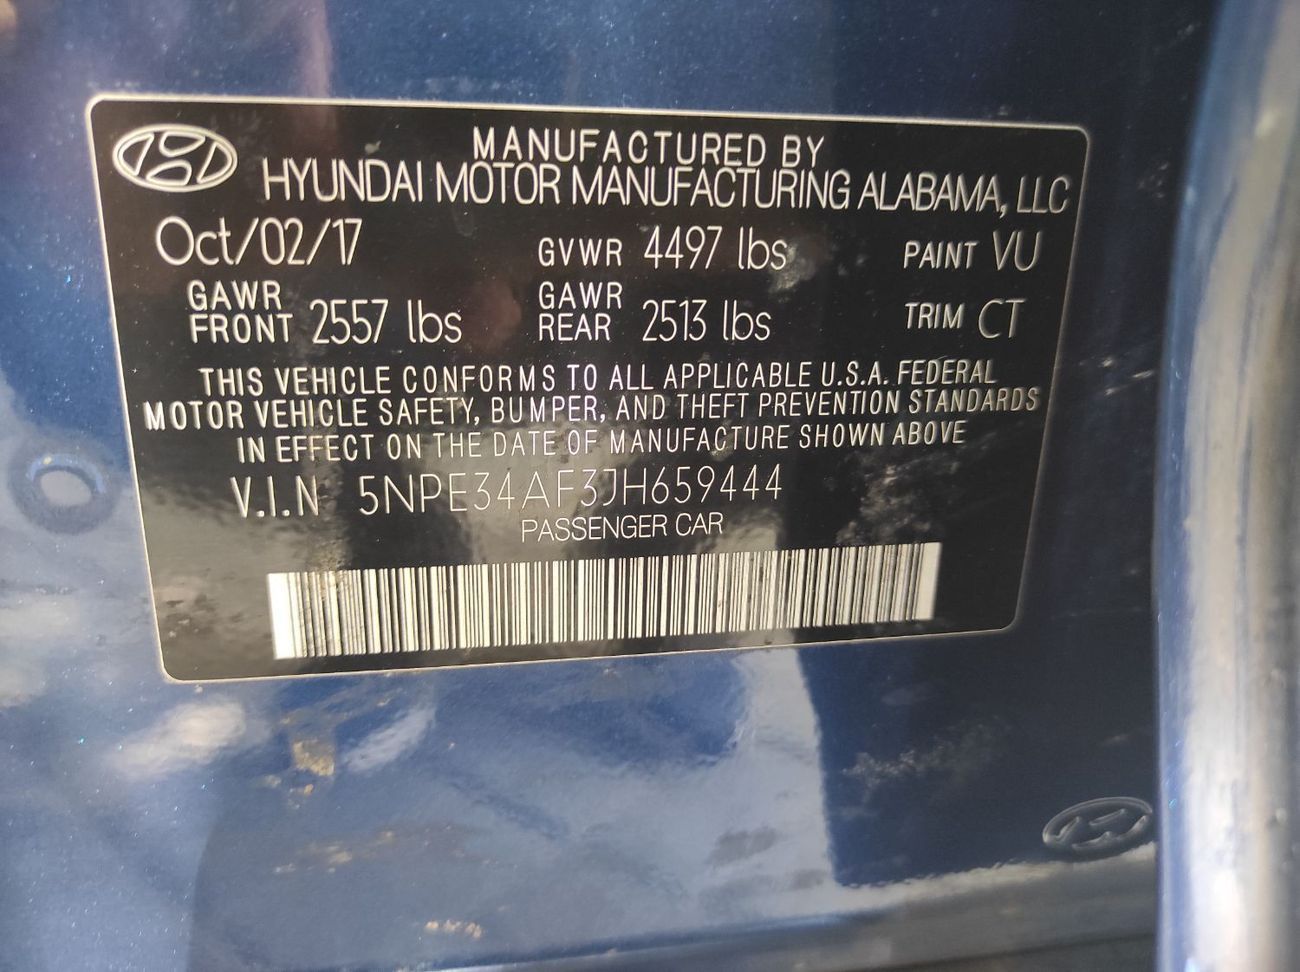 MANUFACTURED BY
HYUNDAI MOTOR MANUFACTURING ALABAMA, LLC
Oct/02/17 GVWR 4497 lbs PAINT VU
GAWR FRONT 2557 lbs GAWR REAR 2513 lbs TRIM CT
THIS VEHICLE CONFORMS TO ALL APPLICABLE U.S.A. FEDERAL
MOTOR VEHICLE SAFETY, BUMPER, AND THEFT PREVENTION STANDARDS
IN EFFECT ON THE DATE OF MANUFACTURE SHOWN ABOVE
V.I.N 5NPE34AF3JH659444
PASSENGER CAR